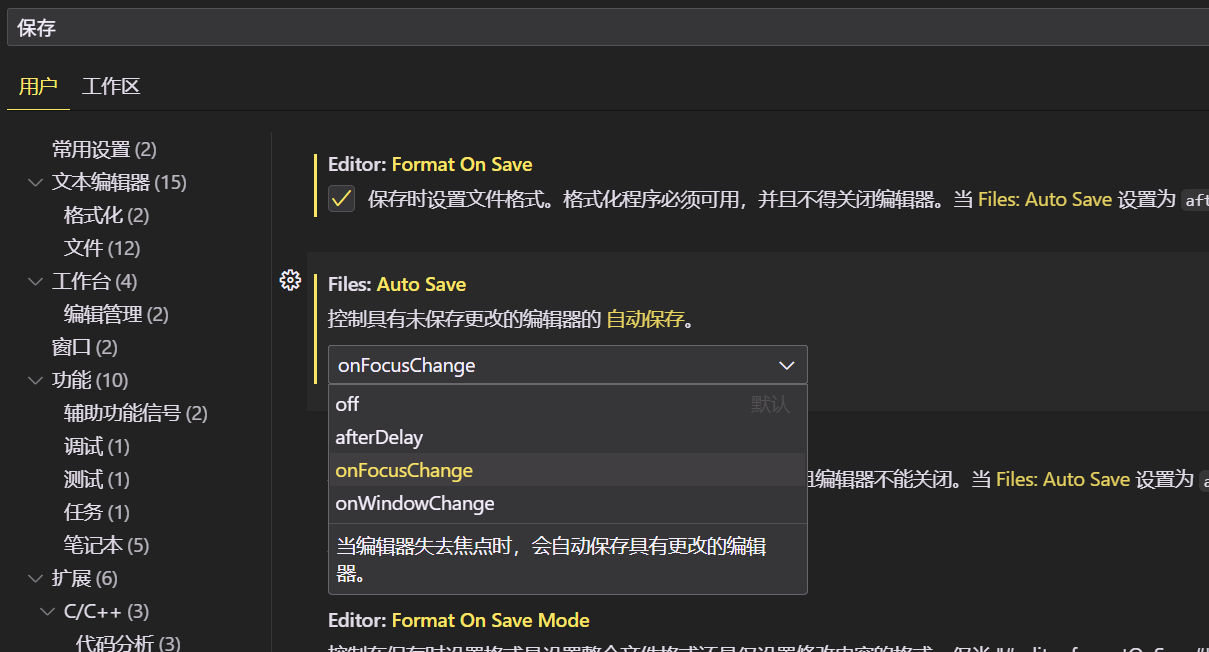 保存
用户 工作区
常用设置 (2)
文本编辑器 (15)
格式化 (2)
文件 (12)
工作台 (4)
编辑管理 (2)
窗口 (2)
功能 (10)
辅助功能信号 (2)
调试 (1)
测试 (1)
任务 (1)
笔记本 (5)
扩展 (6)
C/C++ (3)
代码分析 (3)
Editor: Format On Save
保存时设置文件格式。格式化程序必须可用，并且不得关闭编辑器。当 Files: Auto Save 设置为 aft
Files: Auto Save
控制具有未保存更改的编辑器的 自动保存。
onFocusChange
off 默认
afterDelay
onFocusChange
onWindowChange
当编辑器失去焦点时，会自动保存具有更改的编辑
器。
且编辑器不能关闭。当 Files: Auto Save 设置为 a
Editor: Format On Save Mode